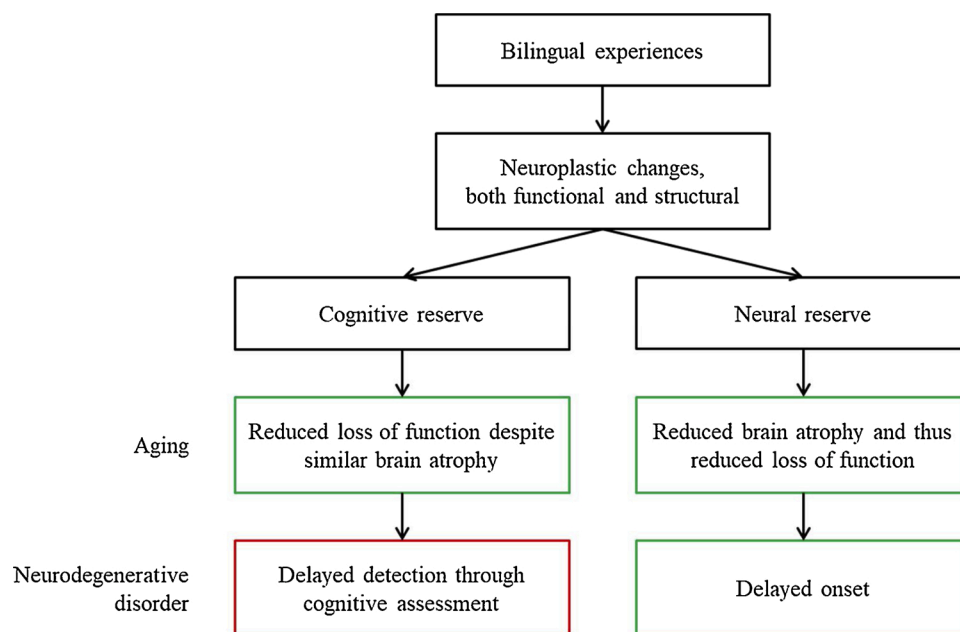 Bilingual experiences
Neuroplastic changes,
both functional and structural
Cognitive reserve
Neural reserve
Aging
Reduced loss of function despite
similar brain atrophy
Reduced brain atrophy and thus
reduced loss of function
Neurodegenerative
disorder
Delayed detection through
cognitive assessment
Delayed onset